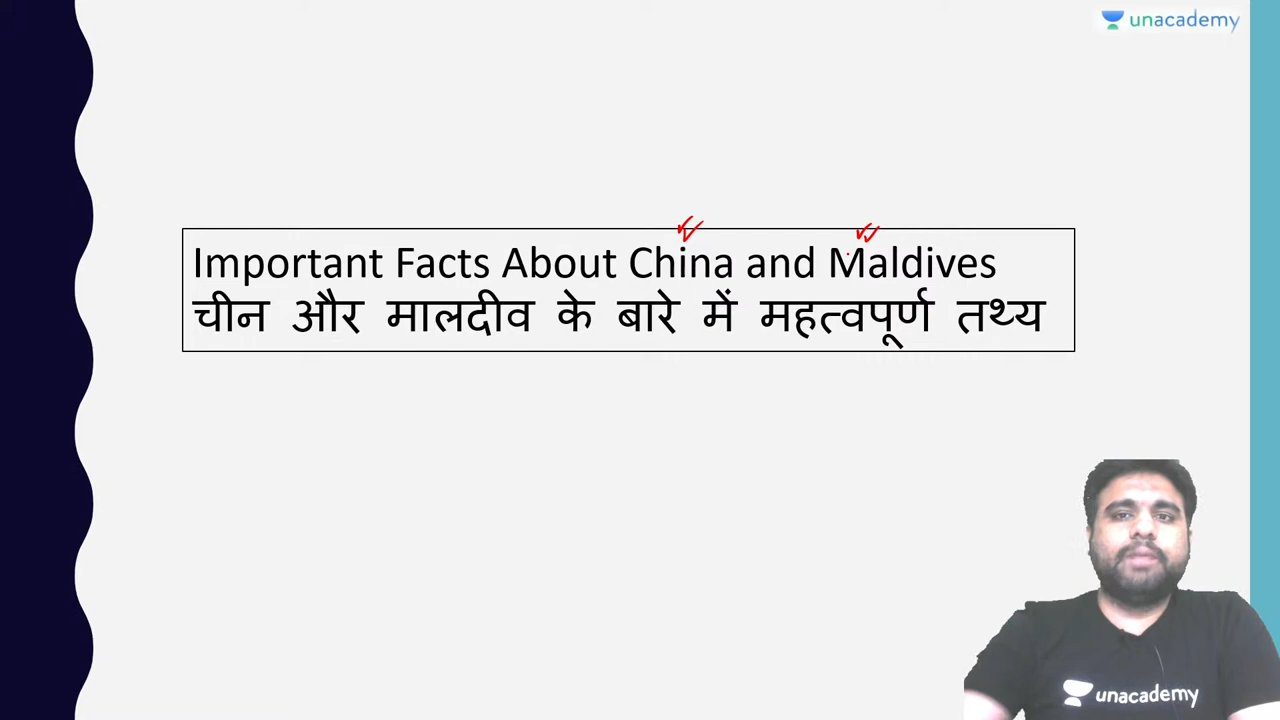 unacademy
Important Facts About China and Maldives
चीन और मालदीव के बारे में महत्वपूर्ण तथ्य
unacademy